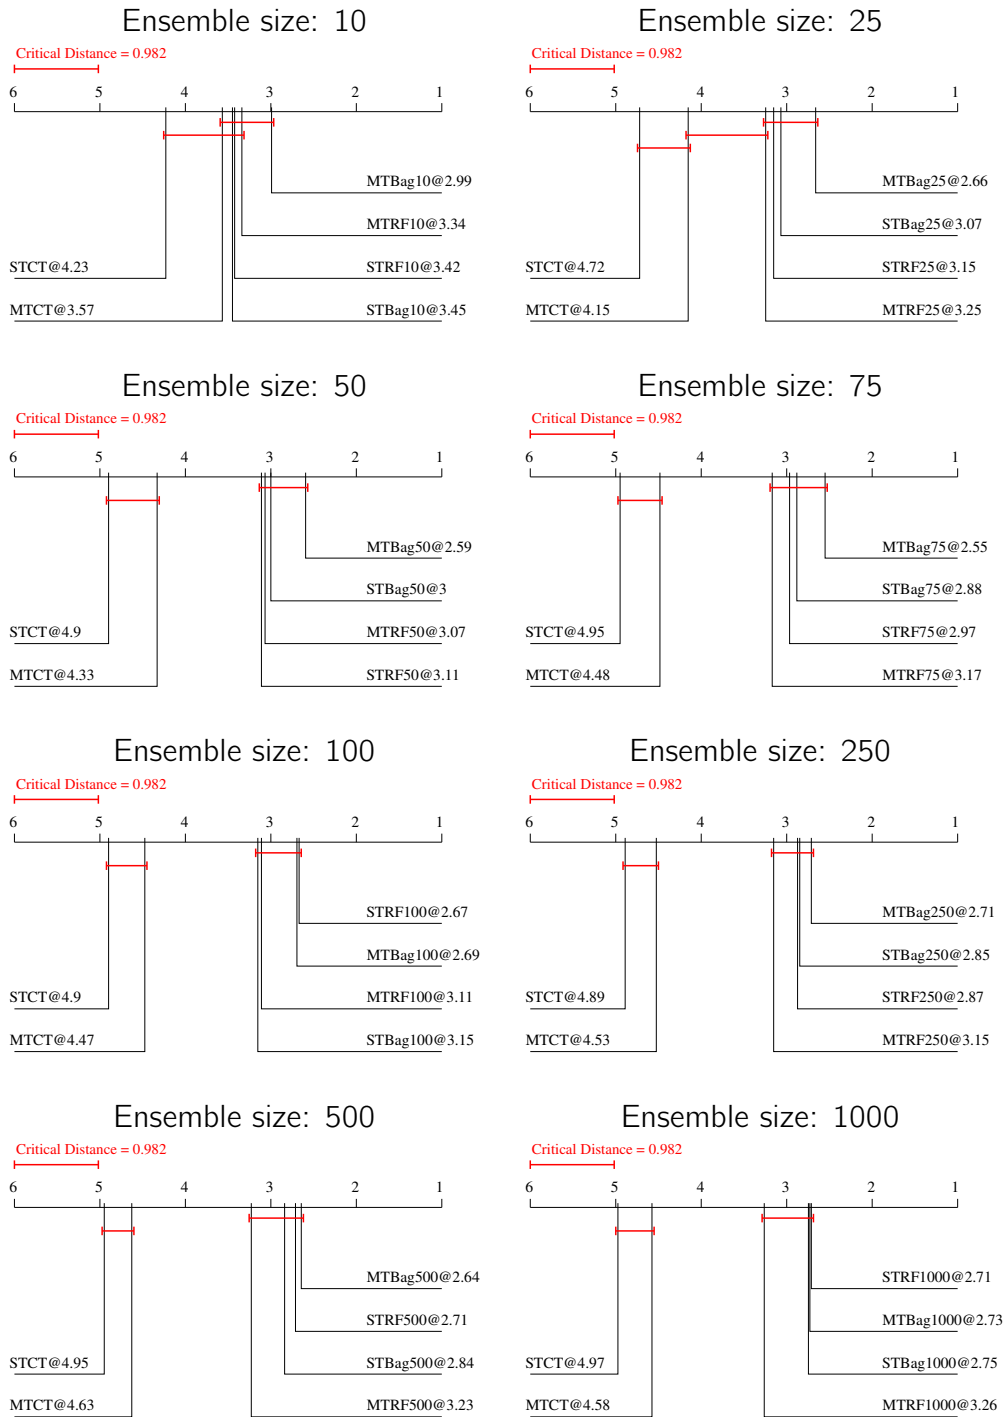 Ensemble size: 10
Critical Distance = 0.982
6 5 4 3 2 1
MTBag10@2.99
MTRF10@3.34
STCT@4.23 STRF10@3.42
MTCT@3.57 STBag10@3.45
Ensemble size: 25
Critical Distance = 0.982
6 5 4 3 2 1
MTBag25@2.66
STBag25@3.07
STCT@4.72 STRF25@3.15
MTCT@4.15 MTRF25@3.25
Ensemble size: 50
Critical Distance = 0.982
6 5 4 3 2 1
MTBag50@2.59
STBag50@3
STCT@4.9 MTRF50@3.07
MTCT@4.33 STRF50@3.11
Ensemble size: 75
Critical Distance = 0.982
6 5 4 3 2 1
MTBag75@2.55
STBag75@2.88
STCT@4.95 STRF75@2.97
MTCT@4.48 MTRF75@3.17
Ensemble size: 100
Critical Distance = 0.982
6 5 4 3 2 1
STRF100@2.67
MTBag100@2.69
STCT@4.9 MTRF100@3.11
MTCT@4.47 STBag100@3.15
Ensemble size: 250
Critical Distance = 0.982
6 5 4 3 2 1
MTBag250@2.71
STBag250@2.85
STCT@4.89 STRF250@2.87
MTCT@4.53 MTRF250@3.15
Ensemble size: 500
Critical Distance = 0.982
6 5 4 3 2 1
MTBag500@2.64
STRF500@2.71
STCT@4.95 STBag500@2.84
MTCT@4.63 MTRF500@3.23
Ensemble size: 1000
Critical Distance = 0.982
6 5 4 3 2 1
STRF1000@2.71
MTBag1000@2.73
STCT@4.97 STBag1000@2.75
MTCT@4.58 MTRF1000@3.26